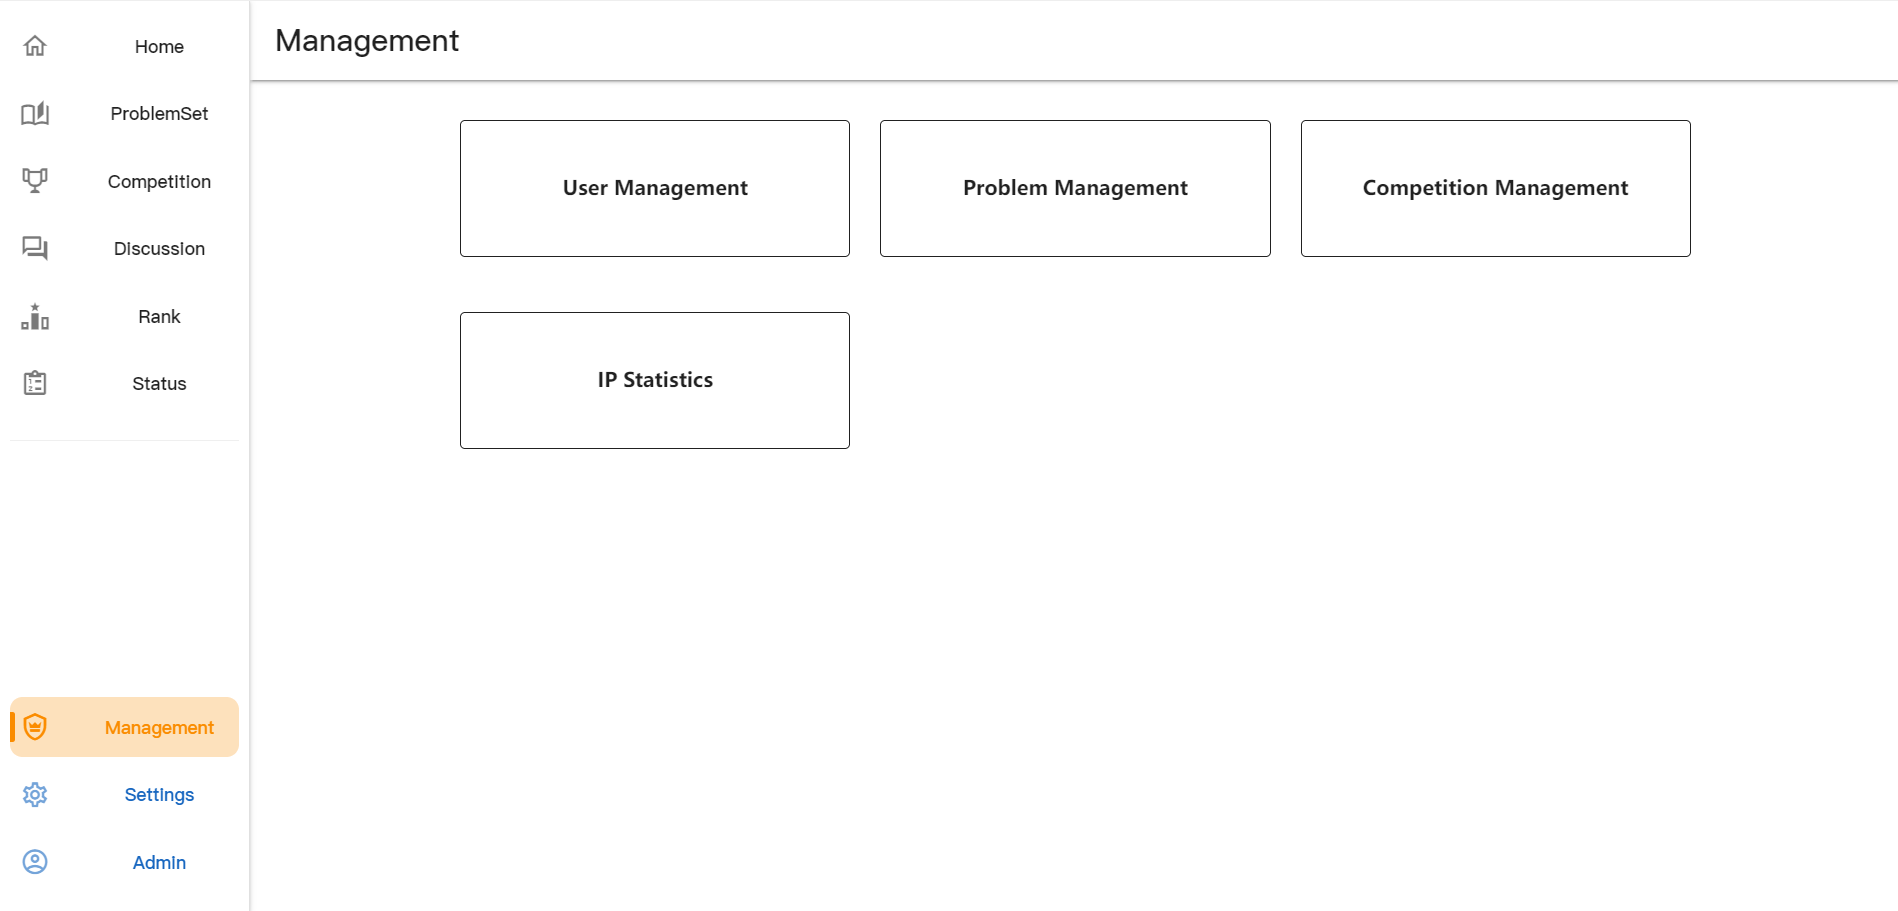 Home
ProblemSet
Competition
Discussion
Rank
Status
Management
Settings
Admin
Management
User Management
Problem Management
Competition Management
IP Statistics